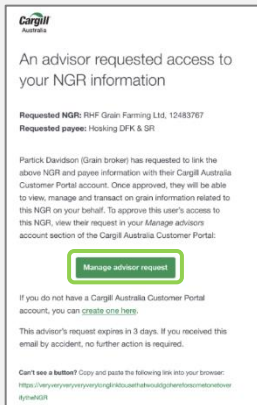 Cargill
Australia
An advisor requested access to
your NGR information
Requested NGR: RHF Grain Farming Ltd, 12483767
Requested payee: Hosking DFK & SR
Partick Davidson (Grain broker) has requested to link the
above NGR and payee information with their Cargill Australia
Customer Portal account. Once approved, they will be able
to view, manage and transact on grain information related to
this NGR on your behalf. To approve this user's access to
this NGR, view their request in your Manage advisors
account section of the Cargill Australia Customer Portal:
Manage advisor request
If you do not have a Cargill Australia Customer Portal
account, you can create one here.
This advisor's request expires in 3 days. If you received this
email by accident, no further action is required.
Can't see a button? Copy and paste the following link into your browser: